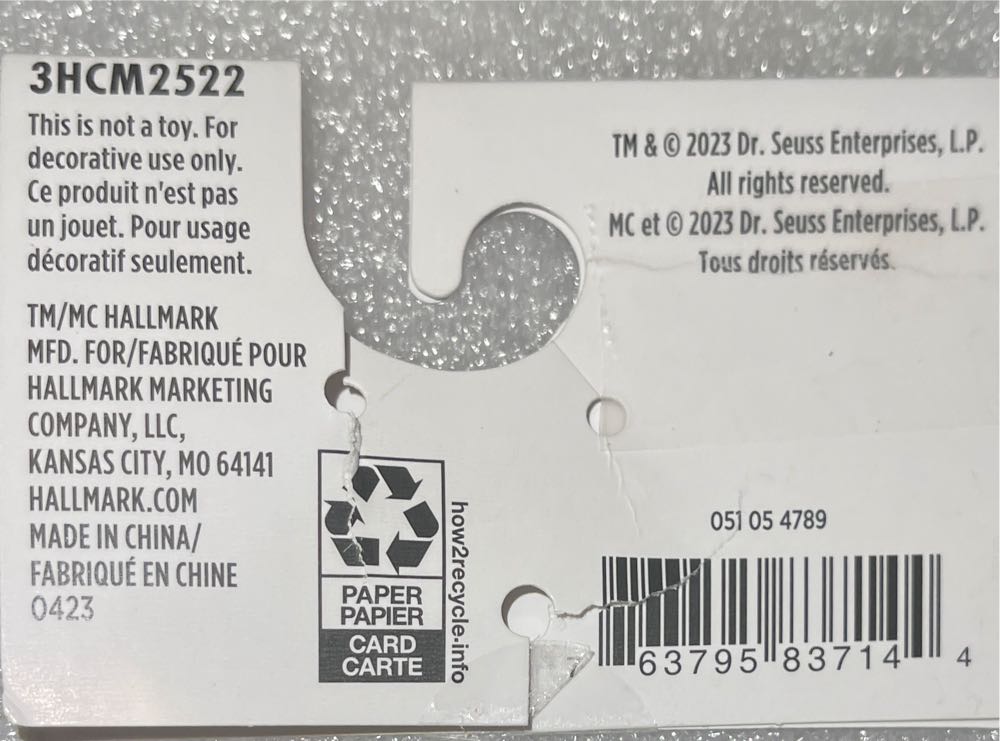 3HCM2522
This is not a toy. For
decorative use only.
Ce produit n'est pas
un jouet. Pour usage
décoratif seulement.
TM/MC HALLMARK
MFD. FOR/FABRIQUÉ POUR
HALLMARK MARKETING
COMPANY, LLC,
KANSAS CITY, MO 64141
HALLMARK.COM
MADE IN CHINA/
FABRIQUÉ EN CHINE
0423
PAPER
PAPIER
CARD
CARTE
how2recycle.info
TM & © 2023 Dr. Seuss Enterprises, L.P.
All rights reserved.
MC et © 2023 Dr. Seuss Enterprises, L.P.
Tous droits réservés.
051 05 4789
63795 83714 4